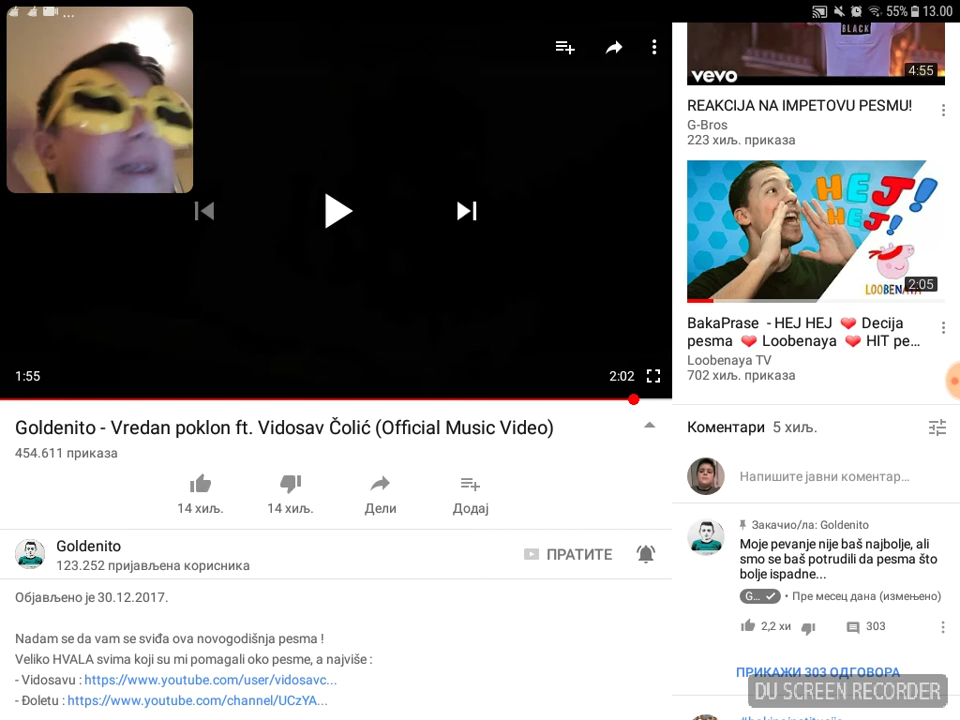 ... 55% 13.00
BLACK
vevo 4:55
REAKCIJA NA IMPETOVU PESMU!
G-Bros
223 хиљ. приказа
HEJ!
HEJ!
LOOBENAYA 2:05
BakaPrase - HEJ HEJ ❤ Decija
pesma ❤ Loobenaya ❤ HIT pe...
Loobenaya TV
702 хиљ. приказа
1:55 2:02
Goldenito - Vredan poklon ft. Vidosav Čolić (Official Music Video)
454.611 приказа
14 хиљ. 14 хиљ. Дели Додај
Goldenito
123.252 пријављена корисника
ПРАТИТЕ
Објављено је 30.12.2017.
Nadam se da vam se sviđa ova novogodišnja pesma !
Veliko HVALA svima koji su mi pomagali oko pesme, a najviše :
- Vidosavu : https://www.youtube.com/user/vidosavc...
- Đoletu : https://www.youtube.com/channel/UCzYA...
Коментари 5 хиљ.
Напишите јавни коментар...
Закачио/ла: Goldenito
Moje pevanje nije baš najbolje, ali
smo se baš potrudili da pesma što
bolje ispadne...
G... • Пре месец дана (измењено)
2,2 хи 303
ПРИКАЖИ 303 ОДГОВОРА
DU SCREEN RECORDER